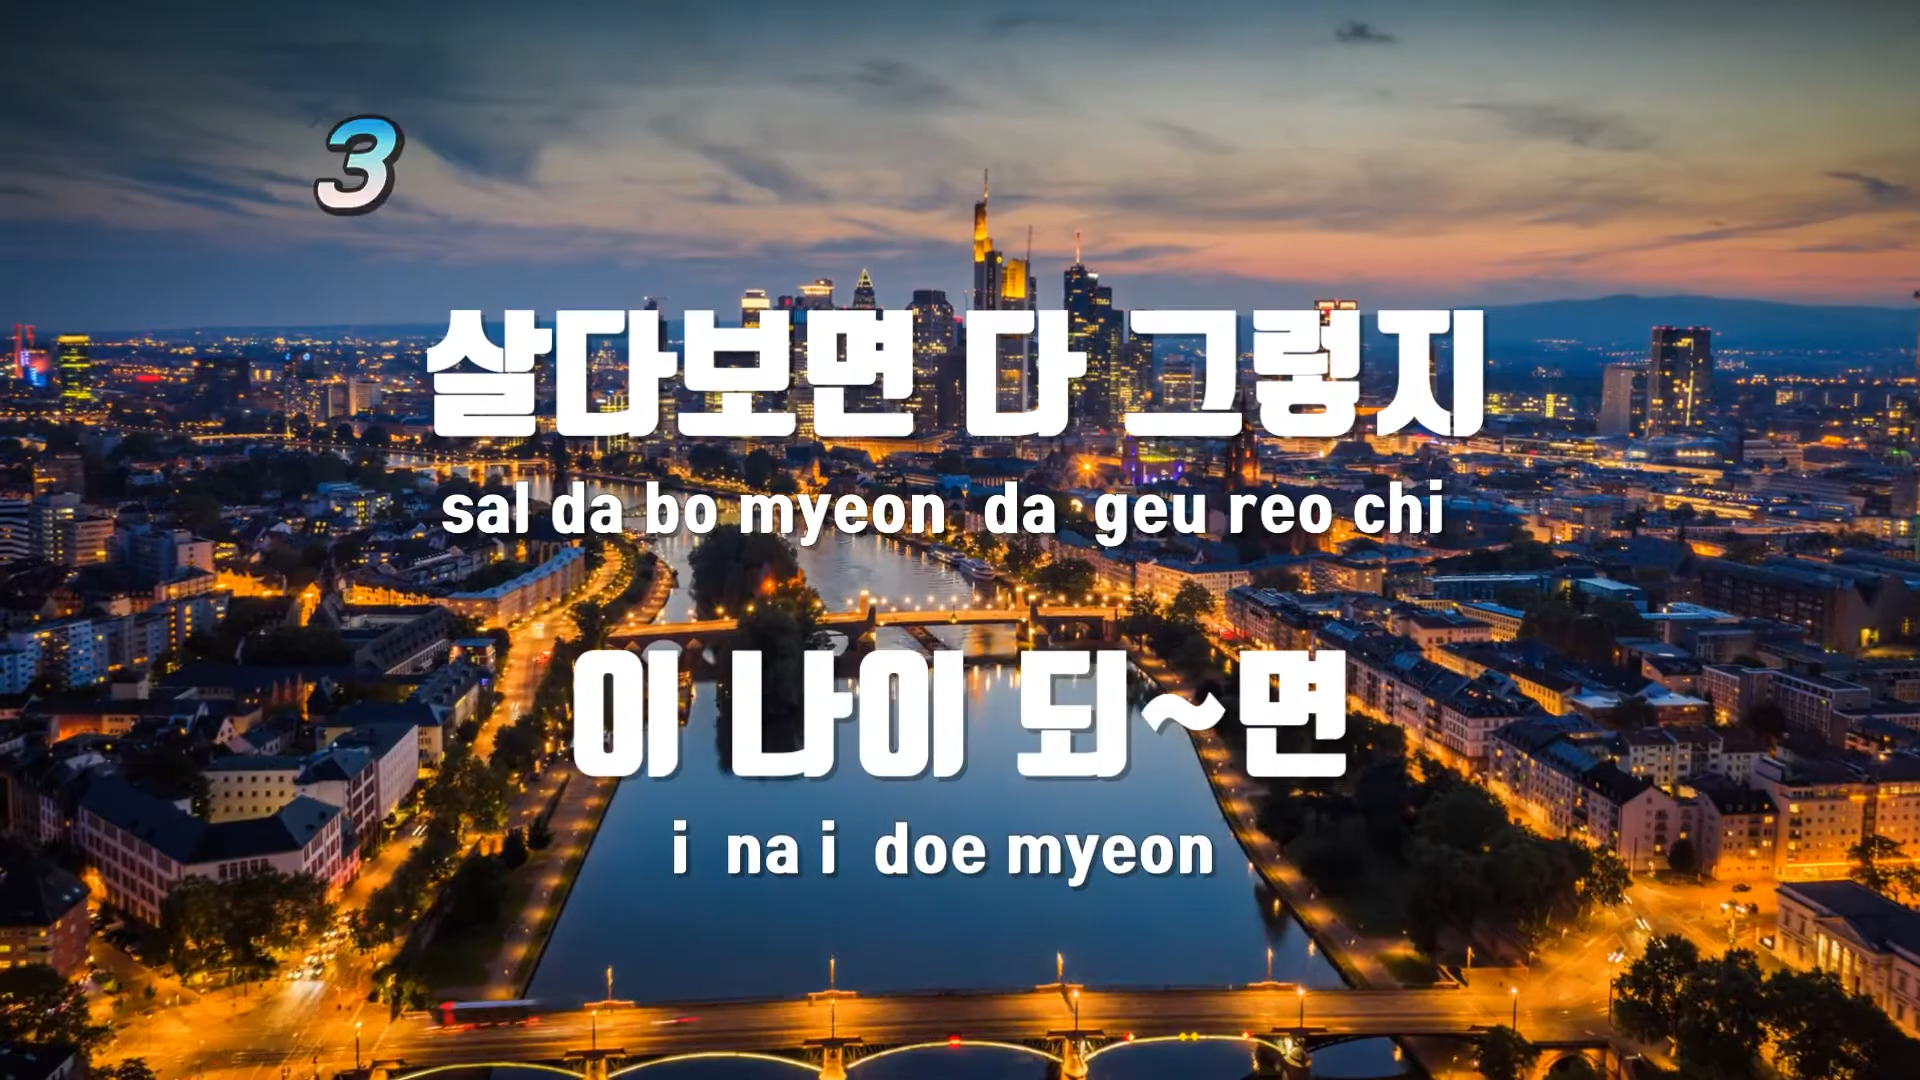 3
살다보면 다 그렇지
sal da bo myeon da geu reo chi
이 나이 되~면
i na i doe myeon